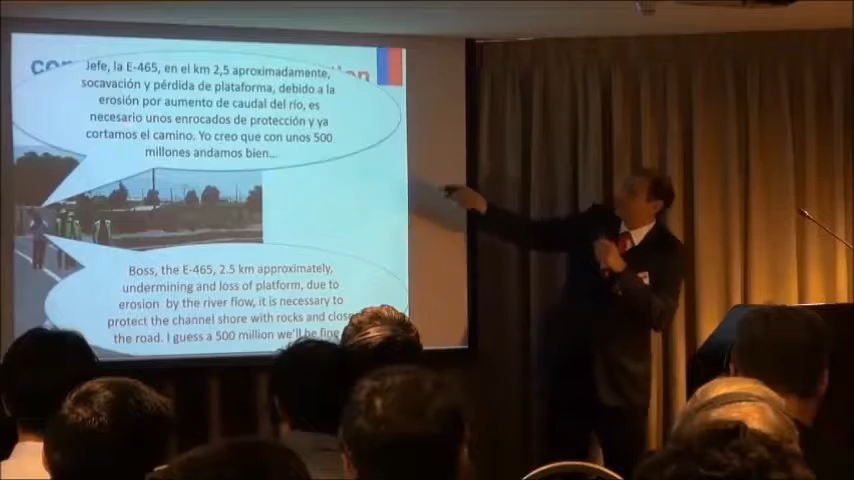 Jefe, la E-465, en el km 2,5 aproximadamente,
socavación y pérdida de plataforma, debido a la
erosión por aumento de caudal del río, es
necesario unos enrocados de protección y ya
cortamos el camino. Yo creo que con unos 500
millones andamos bien...
Boss, the E-465, 2.5 km approximately,
undermining and loss of platform, due to
erosion by the river flow, it is necessary to
protect the channel shore with rocks and close
the road. I guess a 500 million we'll be fine